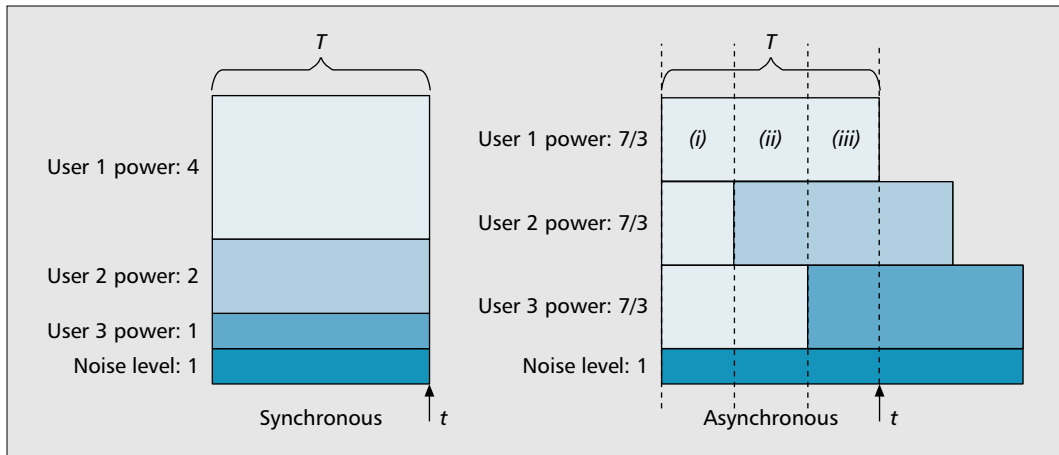 T
User 1 power: 4
User 2 power: 2
User 3 power: 1
Noise level: 1
Synchronous
t
T
User 1 power: 7/3
(i)
(ii)
(iii)
User 2 power: 7/3
User 3 power: 7/3
Noise level: 1
Asynchronous
t